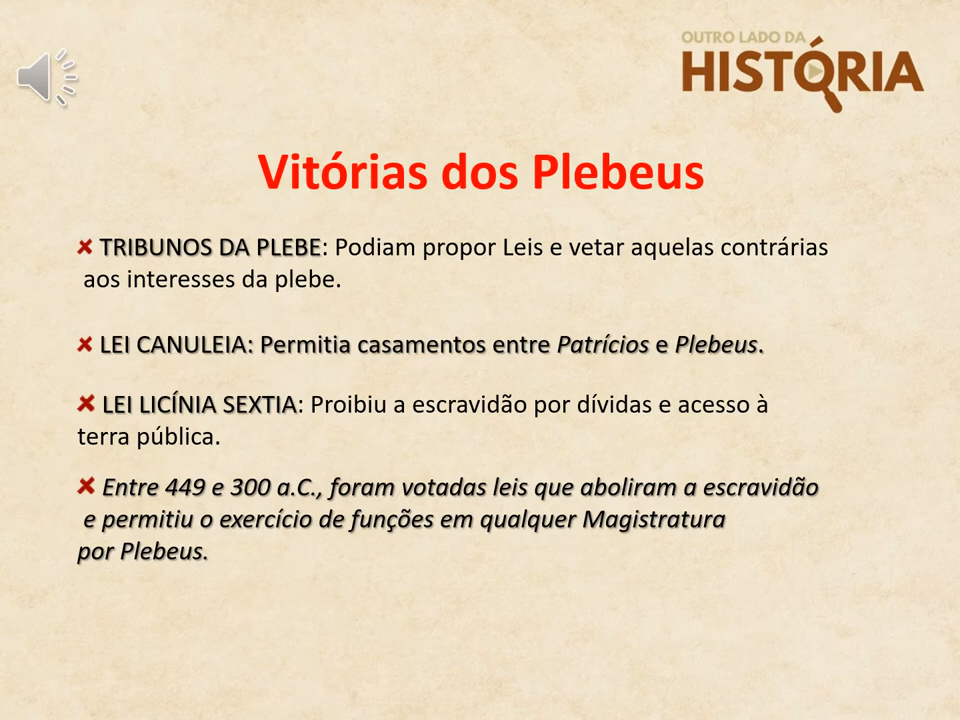 OUTRO LADO DA
HISTÓRIA
Vitórias dos Plebeus
TRIBUNOS DA PLEBE: Podiam propor Leis e vetar aquelas contrárias
aos interesses da plebe.
LEI CANULEIA: Permitia casamentos entre Patrícios e Plebeus.
LEI LICÍNIA SEXTIA: Proibiu a escravidão por dívidas e acesso à
terra pública.
Entre 449 e 300 a.C., foram votadas leis que aboliram a escravidão
e permitiu o exercício de funções em qualquer Magistratura
por Plebeus.